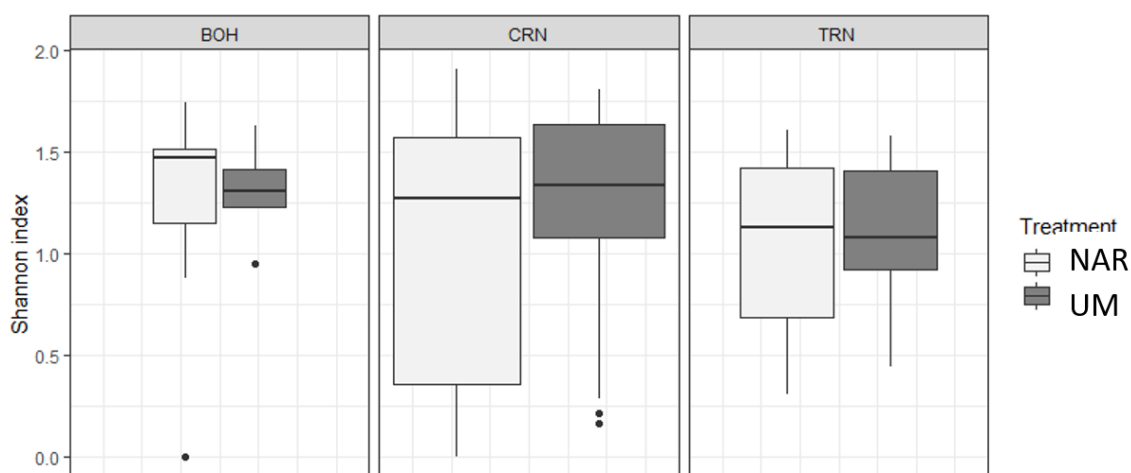 BOH CRN TRN
2.0
1.5
1.0
0.5
0.0
Shannon index
Treatment
NAR
UM